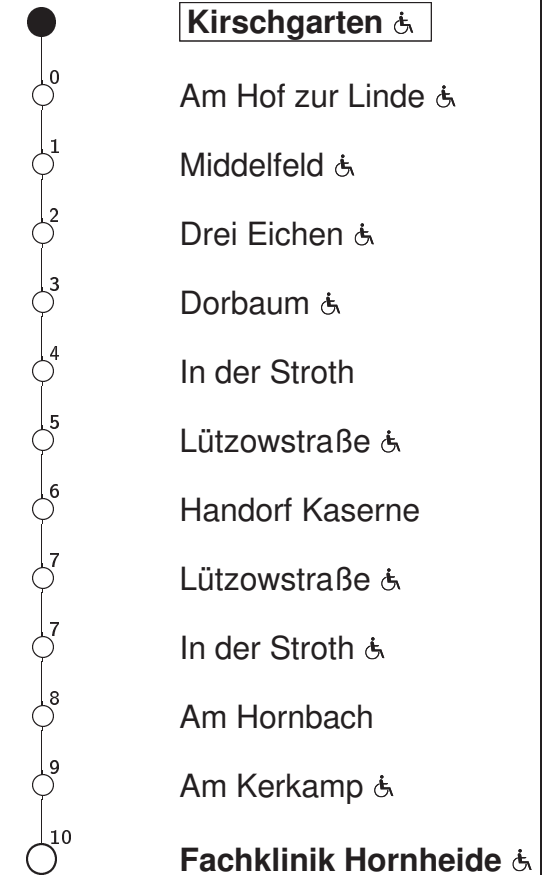 Kirschgarten ♿
0 Am Hof zur Linde ♿
1 Middelfeld ♿
2 Drei Eichen ♿
3 Dorbaum ♿
4 In der Stroth
5 Lützowstraße ♿
6 Handorf Kaserne
7 Lützowstraße ♿
7 In der Stroth ♿
8 Am Hornbach
9 Am Kerkamp ♿
10 Fachklinik Hornheide ♿